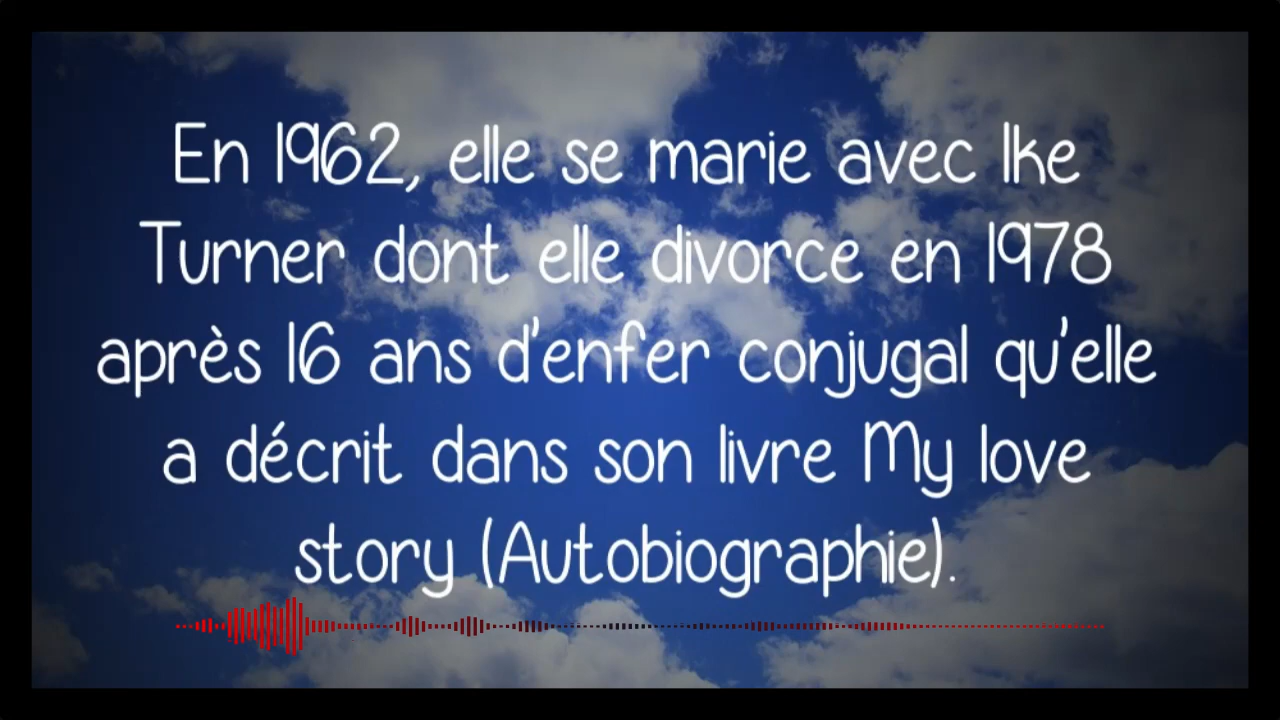 En 1962, elle se marie avec Ike
Turner dont elle divorce en 1978
après 16 ans d'enfer conjugal qu'elle
a décrit dans son livre My love
story (Autobiographie).